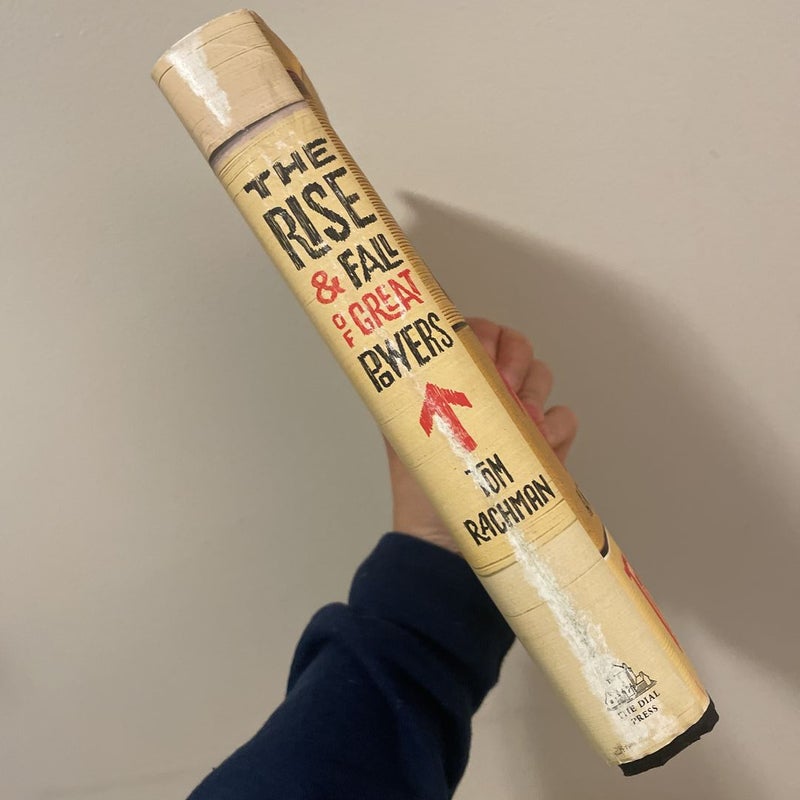 THE
RISE
& FALL
OF GREAT
POWERS
TOM
RACHMAN
THE DIAL
PRESS